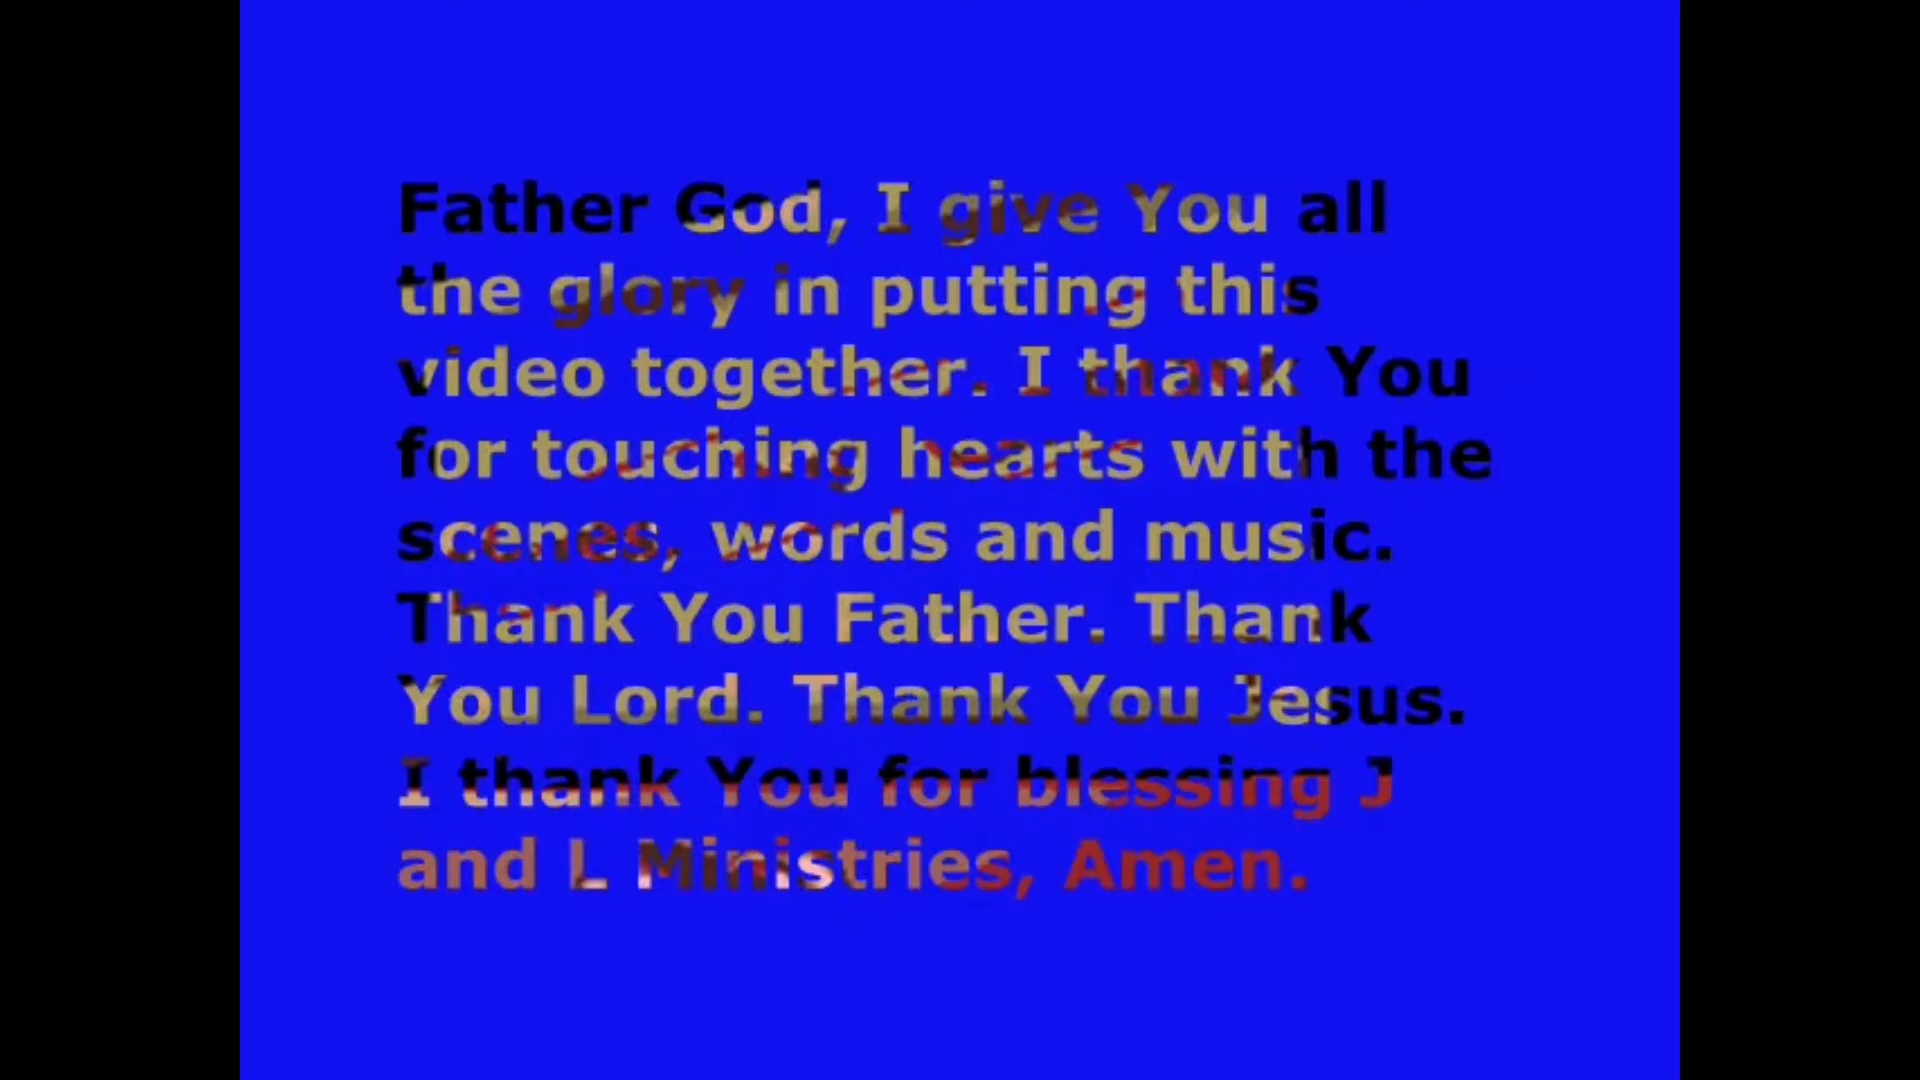 Father God, I give You all
the glory in putting this
video together. I thank You
for touching hearts with the
scenes, words and music.
Thank You Father. Thank
You Lord. Thank You Jesus.
I thank You for blessing J
and L Ministries, Amen.